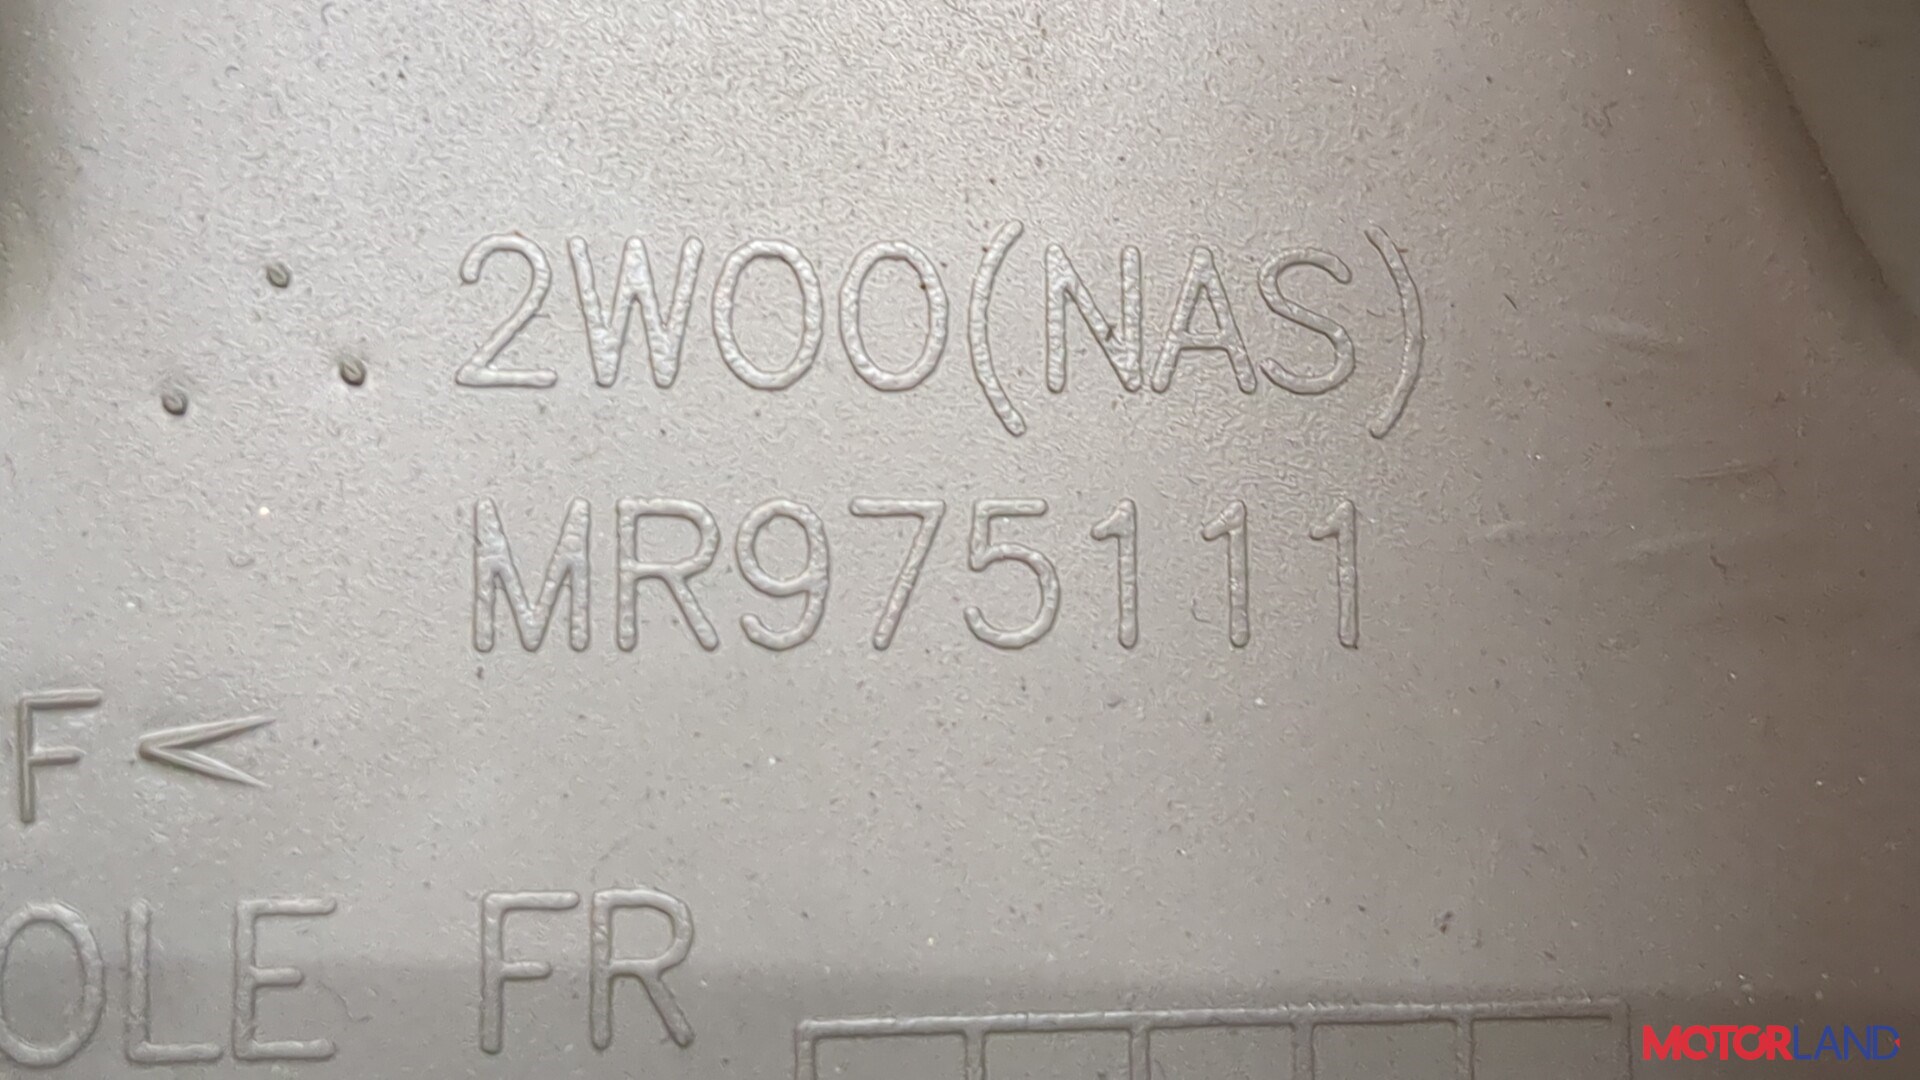 2W00(NAS)
MR975111
F<
OLE FR
MOTORLAND